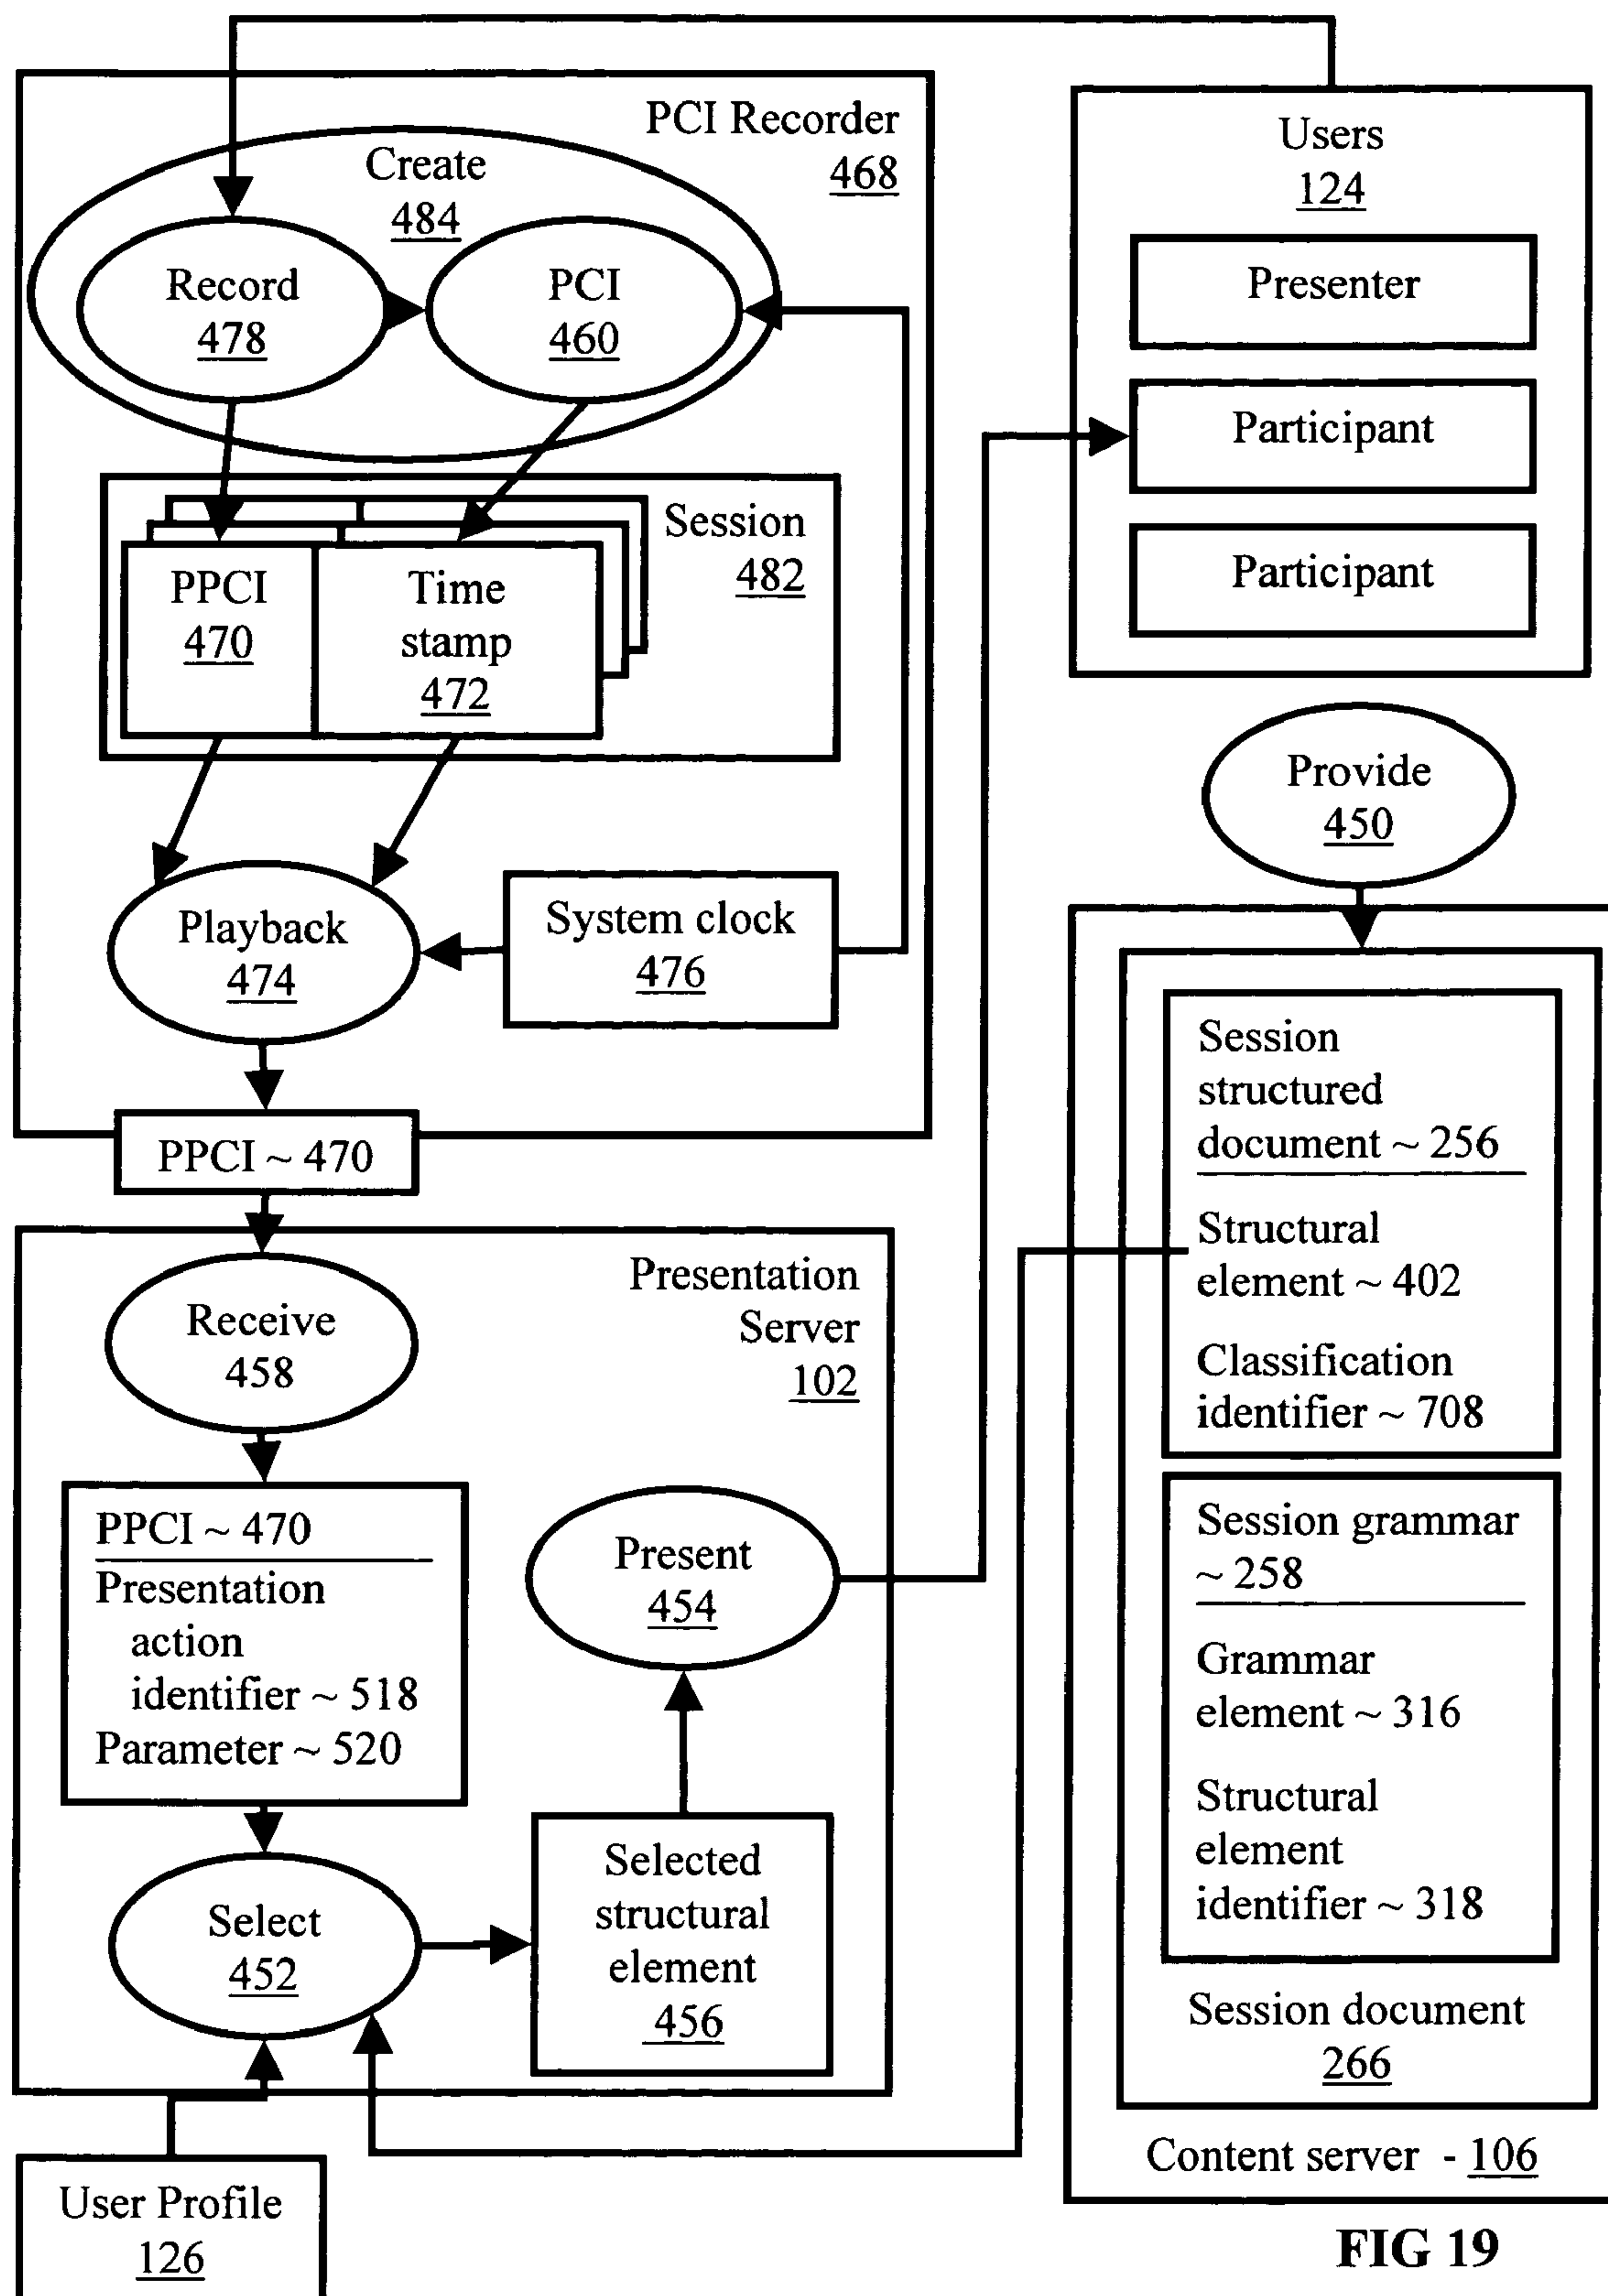 PCI Recorder
468
Create
484
Record
478
PCI
460
Session
482
PPCI
470
Time
stamp
472
Playback
474
System clock
476
PPCI ~ 470
Presentation
Server
102
Receive
458
PPCI ~ 470
Presentation
action
identifier ~ 518
Parameter ~ 520
Present
454
Select
452
Selected
structural
element
456
User Profile
126
Users
124
Presenter
Participant
Participant
Provide
450
Session
structured
document ~ 256
Structural
element ~ 402
Classification
identifier ~ 708
Session grammar
~ 258
Grammar
element ~ 316
Structural
element
identifier ~ 318
Session document
266
Content server - 106
FIG 19